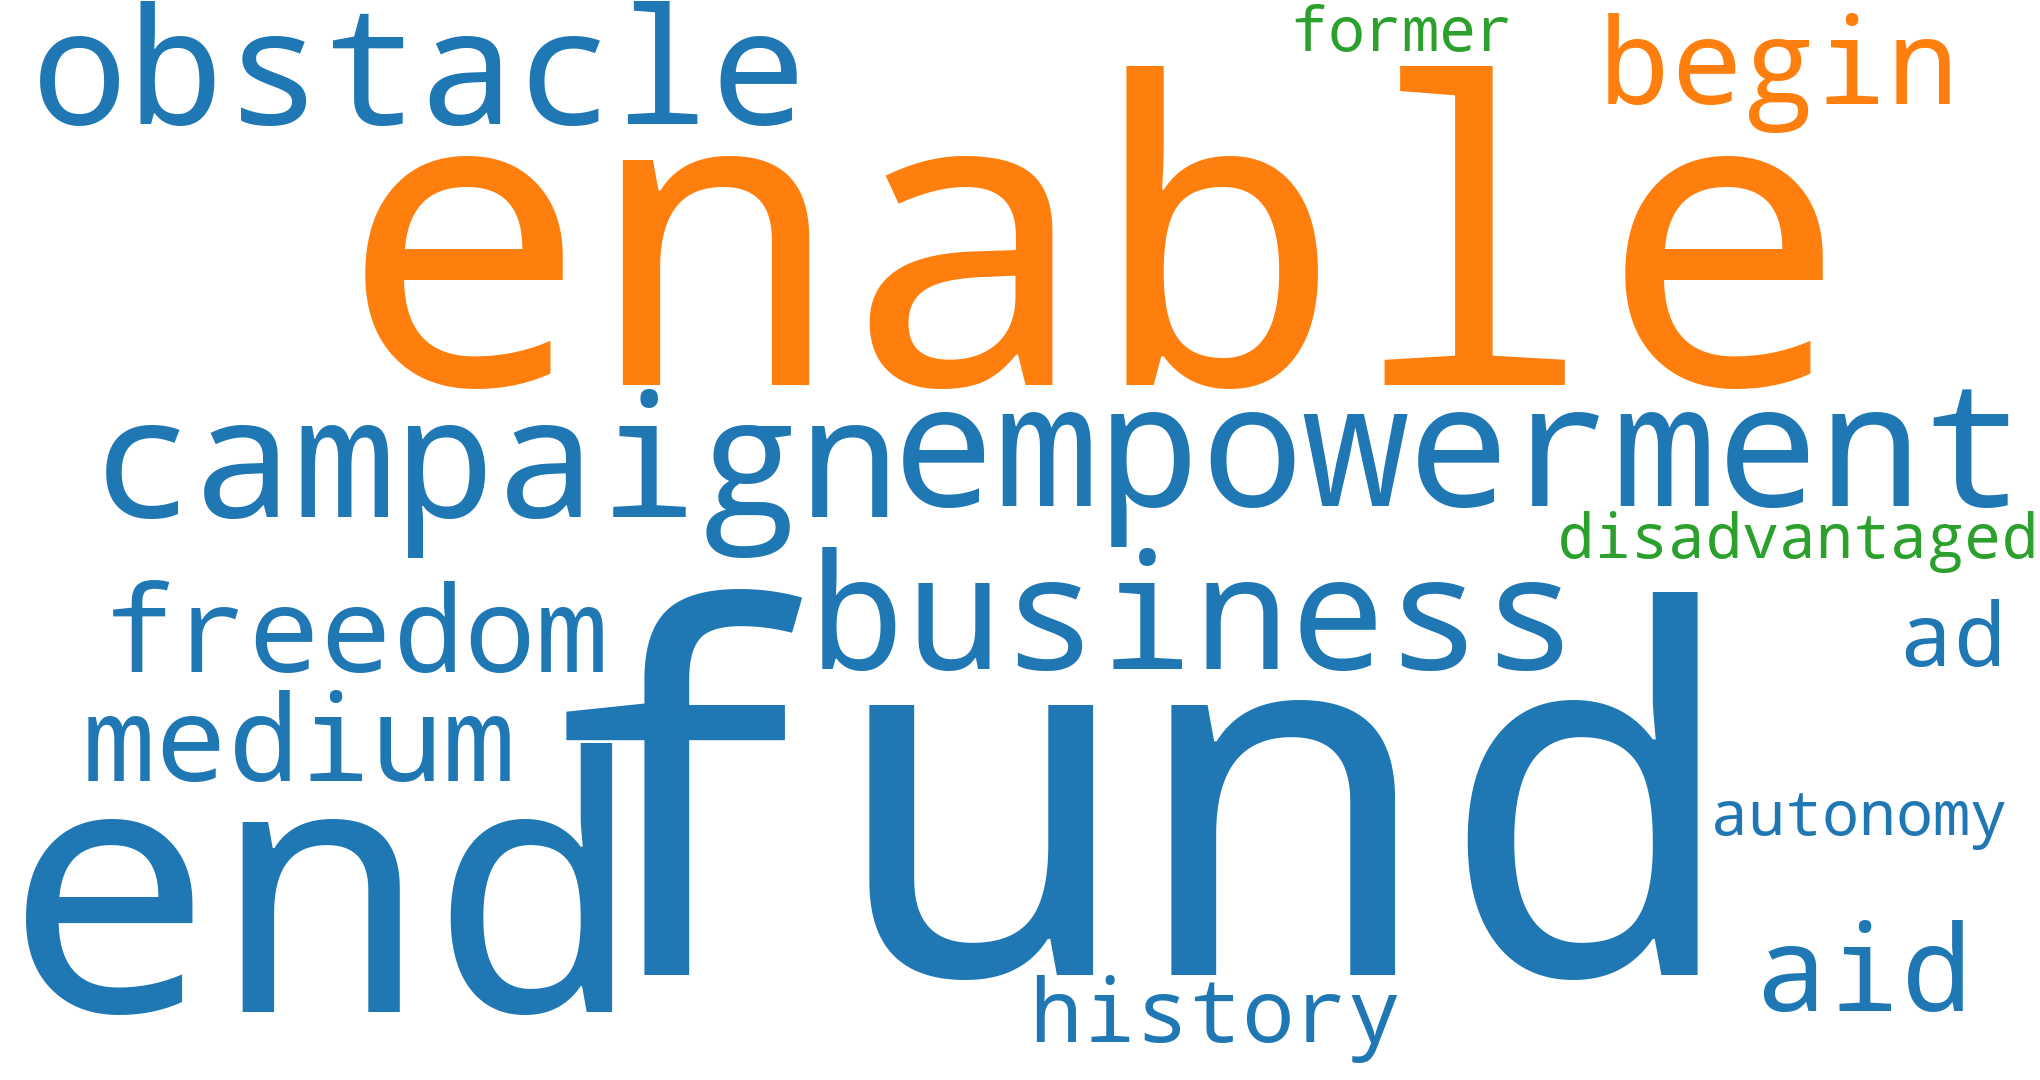 obstacle
former
begin
enable
campaign
empowerment
disadvantaged
freedom
business
ad
medium
fund
end
autonomy
aid
history